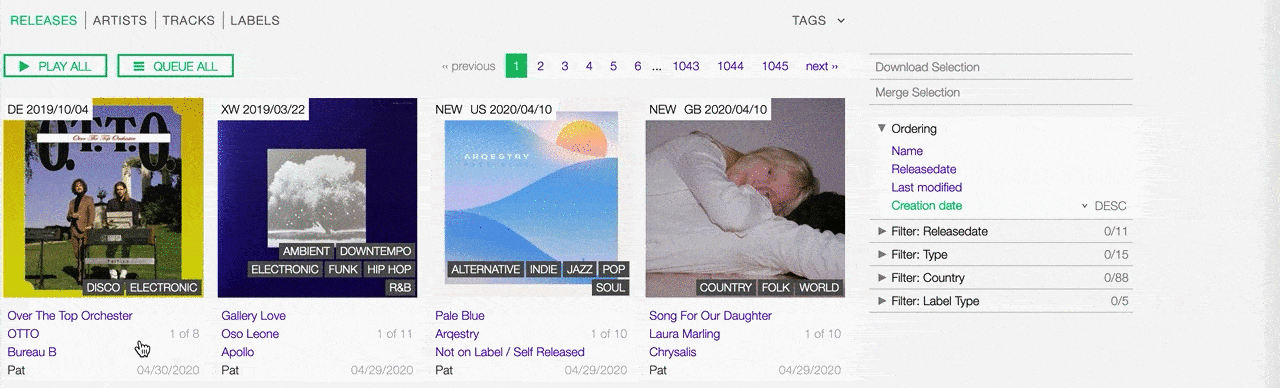 RELEASES ARTISTS TRACKS LABELS TAGS
PLAY ALL QUEUE ALL ‹‹ previous 1 2 3 4 5 6 ... 1043 1044 1045 next ››
DE 2019/10/04
O.T.T.O.
Over The Top Orchester
DISCO ELECTRONIC
Over The Top Orchester
OTTO 1 of 8
Bureau B
Pat 04/30/2020
XW 2019/03/22
AMBIENT DOWNTEMPO
ELECTRONIC FUNK HIP HOP
R&B
Gallery Love
Oso Leone 1 of 11
Apollo
Pat 04/29/2020
NEW US 2020/04/10
ARQESTRY
ALTERNATIVE INDIE JAZZ POP
SOUL
Pale Blue
Arqestry 1 of 10
Not on Label / Self Released
Pat 04/29/2020
NEW GB 2020/04/10
COUNTRY FOLK WORLD
Song For Our Daughter
Laura Marling 1 of 10
Chrysalis
Pat 04/29/2020
Download Selection
Merge Selection
Ordering
Name
Releasedate
Last modified
Creation date DESC
Filter: Releasedate 0/11
Filter: Type 0/15
Filter: Country 0/88
Filter: Label Type 0/5